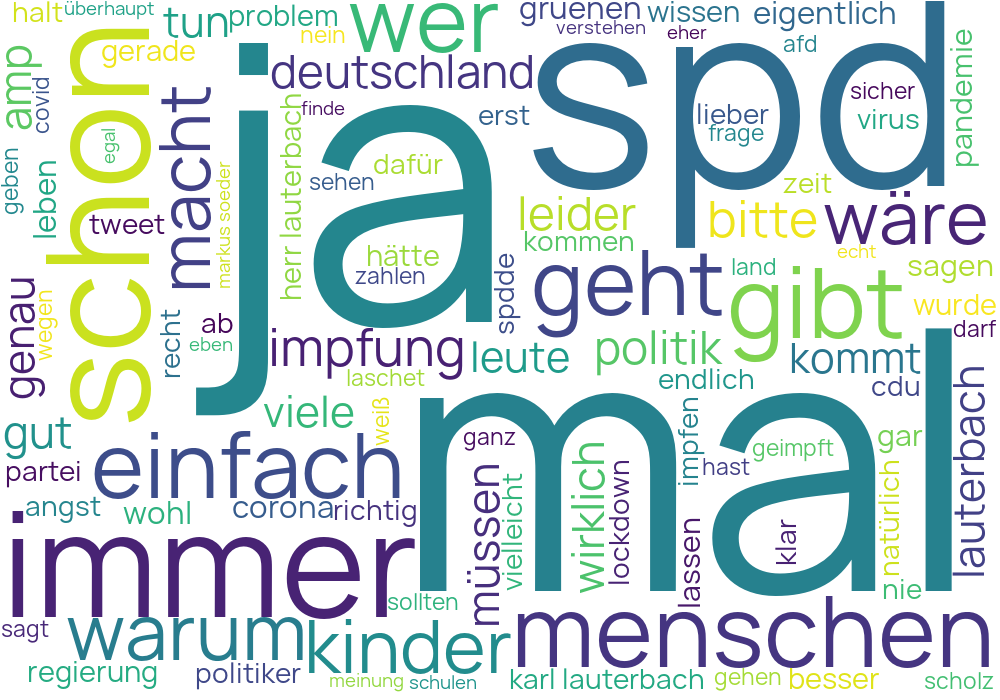 halt
überhaupt
tun
problem
wer
gruenen
wissen
eigentlich
verstehen
eher
afd
nein
gerade
amp
covid
schon
macht
ja
deutschland
spd
finde
erst
lieber
frage
sicher
virus
pandemie
egal
geben
leben
tweet
markus soeder
herr lauterbach
sehen
dafür
hätte
zahlen
zeit
leider
kommen
bitte
wäre
echt
sagen
genau
wegen
recht
ab
eben
spdde
geht
land
gibt
wurde
darf
impfung
laschet
leute
politik
kommt
endlich
cdu
gut
viele
weiß
mal
partei
einfach
ganz
impfen
hast
geimpft
gar
lauterbach
angst
wohl
corona
richtig
müssen
vielleicht
wirklich
lockdown
lassen
klar
natürlich
immer
sollten
nie
sagt
warum
kinder
menschen
regierung
politiker
meinung
schulen
karl lauterbach
gehen
besser
scholz